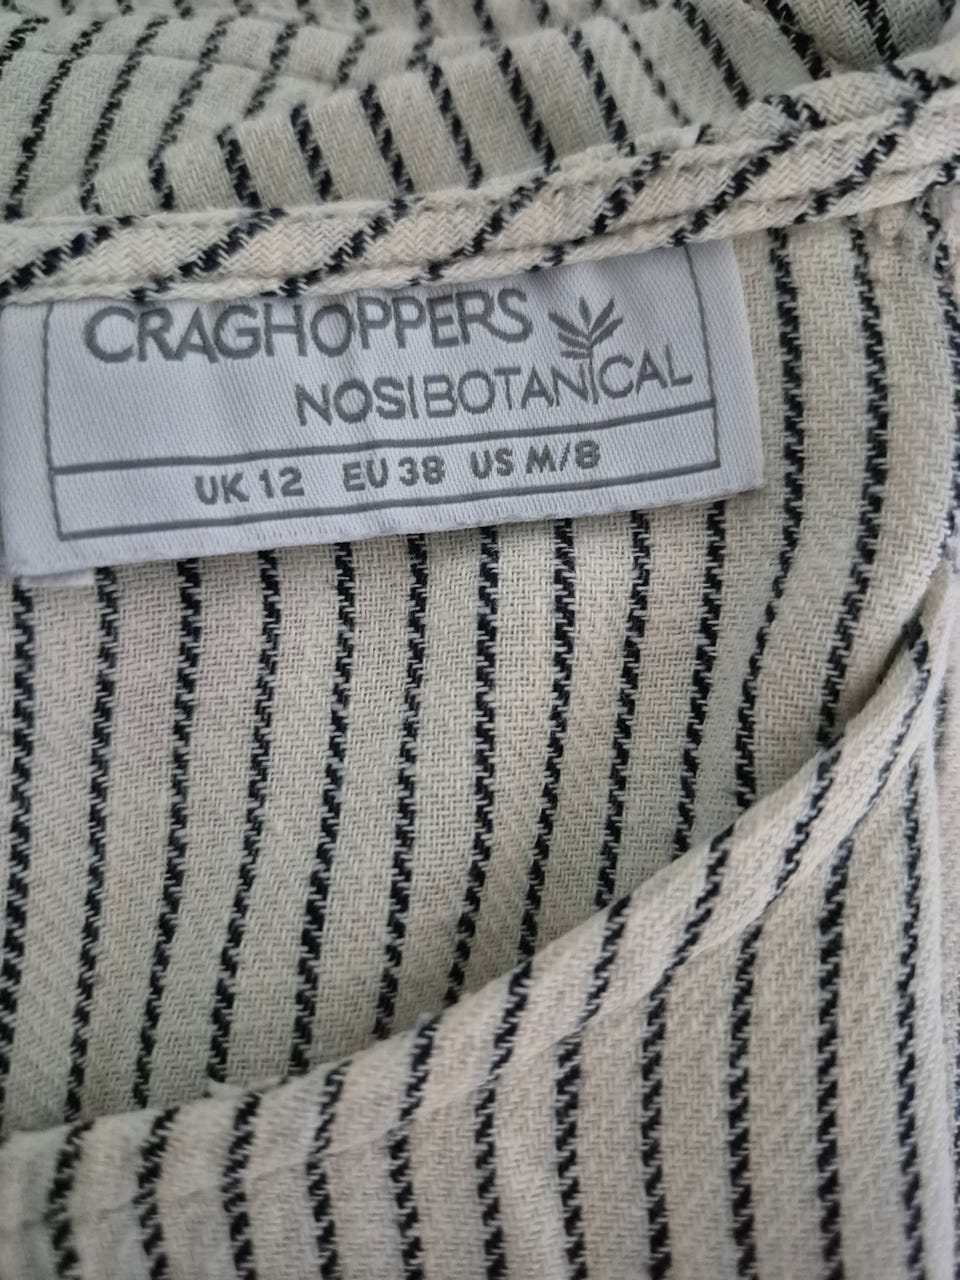 CRAGHOPPERS
NOSIBOTANICAL
UK 12 EU 38 US M/8